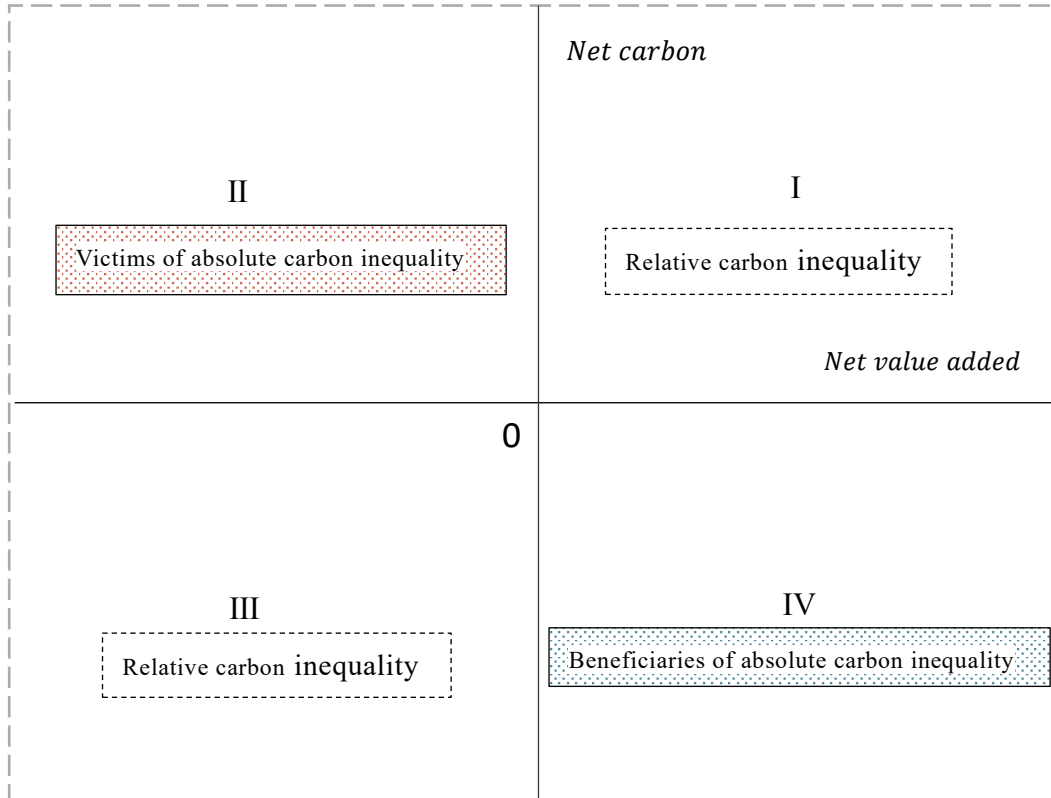 Net carbon
II
I
Victims of absolute carbon inequality
Relative carbon inequality
Net value added
0
III
IV
Relative carbon inequality
Beneficiaries of absolute carbon inequality